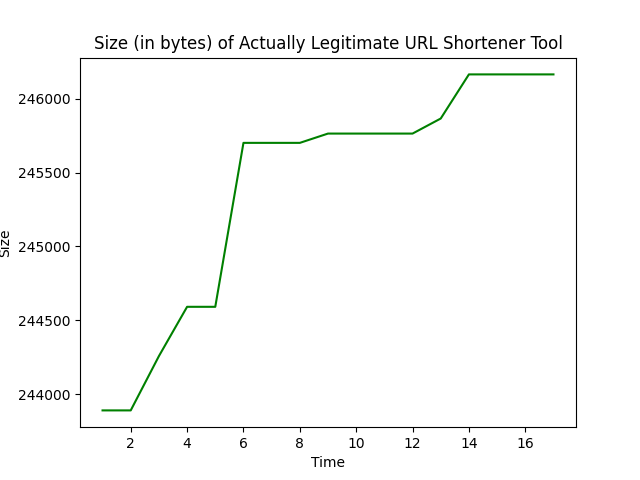 Size (in bytes) of Actually Legitimate URL Shortener Tool
246000
245500
245000
244500
244000
Size
2 4 6 8 10 12 14 16
Time